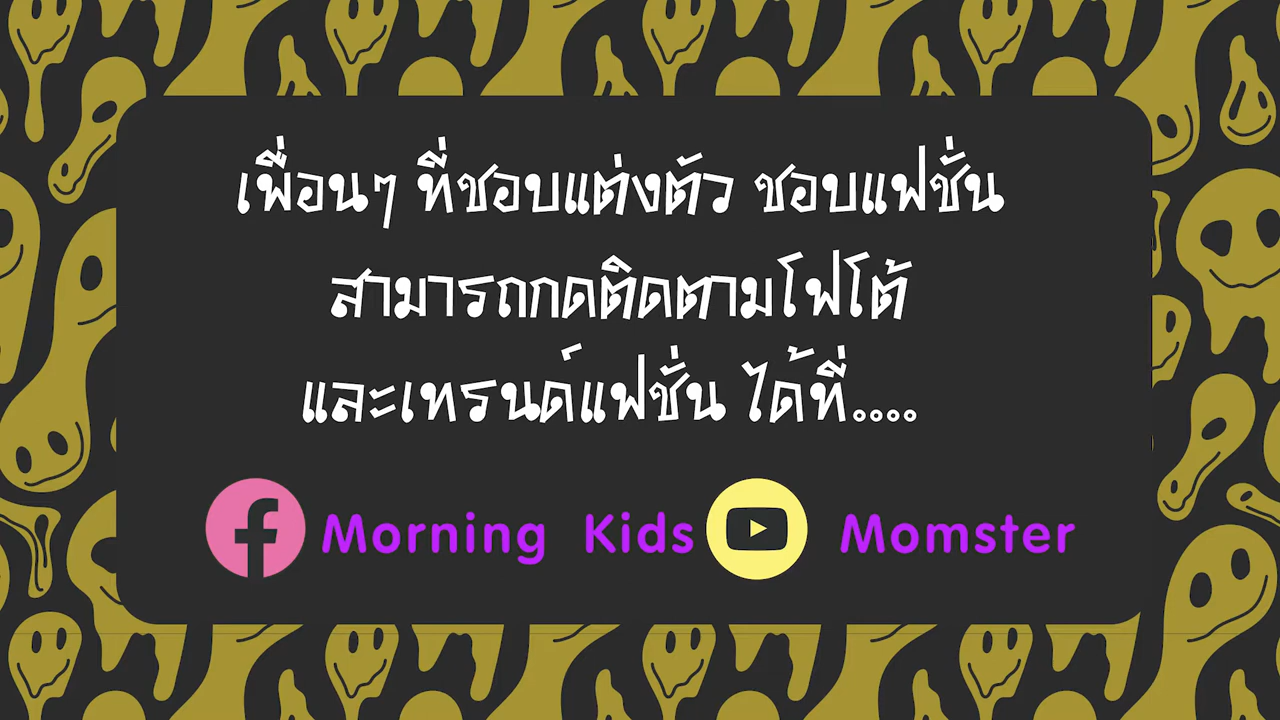 เพื่อนๆ ที่ชอบแต่งตัว ชอบแฟชั่น
สามารถกดติดตามโฟโต้
และเทรนด์แฟชั่น ได้ที่....
Morning Kids Momster